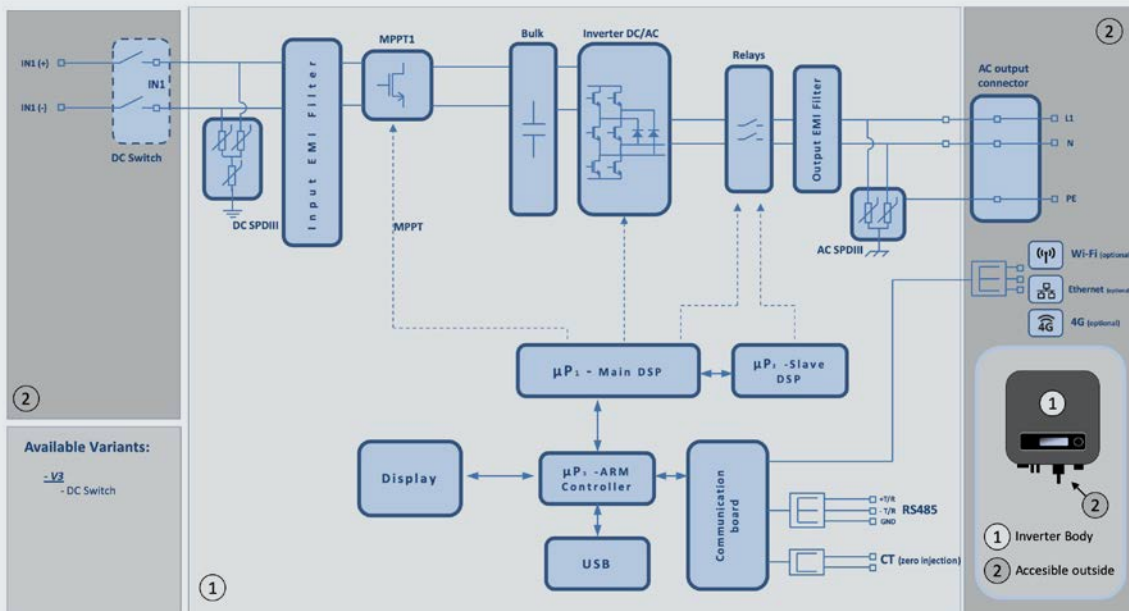 2
IN1 (+)
IN1 (-)
IN1
DC Switch
DC SPDIII
Input EMI Filter
MPPT1
MPPT
Bulk
Inverter DC/AC
Relays
Output EMI Filter
AC SPDIII
2
AC output
connector
L1
N
PE
Wi-Fi (optional)
Ethernet (optional)
4G
4G (optional)
µP1 - Main DSP
µP2 -Slave
DSP
Display
µP3 -ARM
Controller
USB
Communication
board
+T/R
- T/R
GND
RS485
CT (zero injection)
Available Variants:
- V3
- DC Switch
1
1
2
1 Inverter Body
2 Accesible outside